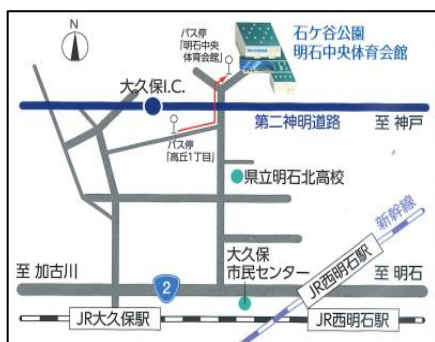 N
バス停
「明石中央
体育会館」
石ケ谷公園
明石中央体育会館
大久保I.C.
第二神明道路
至 神戸
バス停
「高丘1丁目」
県立明石北高校
新幹線
大久保
市民センター
JR西明石駅
至 加古川
2
至 明石
JR大久保駅
JR西明石駅